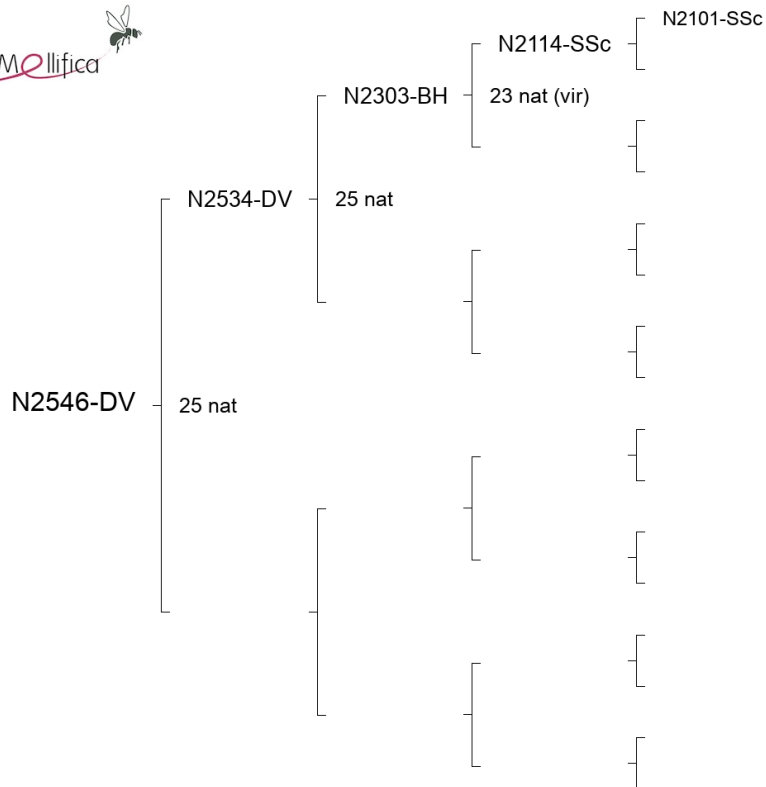 Mellifica
N2101-SSc
N2114-SSc
N2303-BH
23 nat (vir)
N2534-DV
25 nat
N2546-DV
25 nat